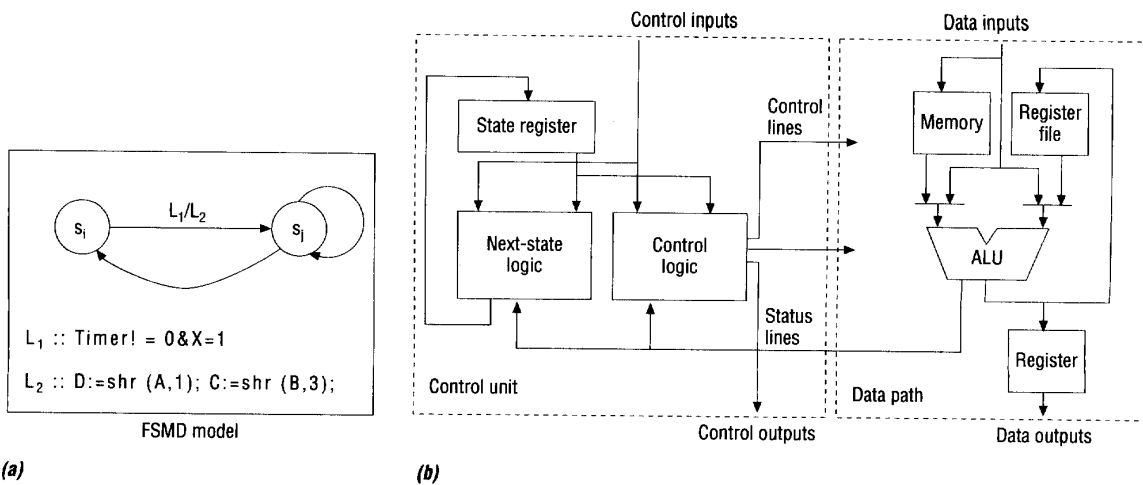 L1/L2
si
sj
L1 :: Timer! = 0&X=1
L2 :: D:=shr (A,1); C:=shr (B,3);
FSMD model
(a)
Control inputs
Data inputs
State register
Control
lines
Memory
Register
file
Next-state
logic
Control
logic
ALU
Status
lines
Register
Control unit
Data path
Control outputs
Data outputs
(b)